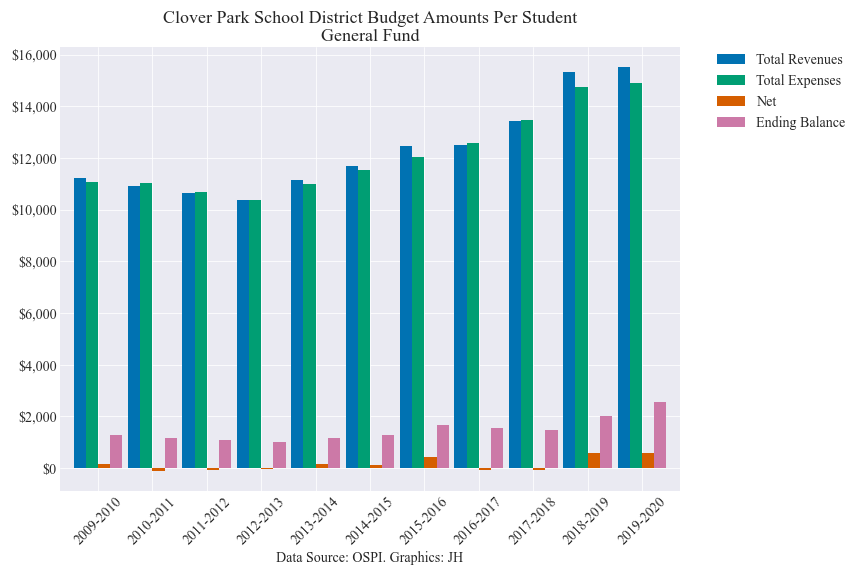 Clover Park School District Budget Amounts Per Student
General Fund
$16,000
$14,000
$12,000
$10,000
$8,000
$6,000
$4,000
$2,000
$0
2009-2010
2010-2011
2011-2012
2012-2013
2013-2014
2014-2015
2015-2016
2016-2017
2017-2018
2018-2019
2019-2020
Data Source: OSPI. Graphics: JH
Total Revenues
Total Expenses
Net
Ending Balance